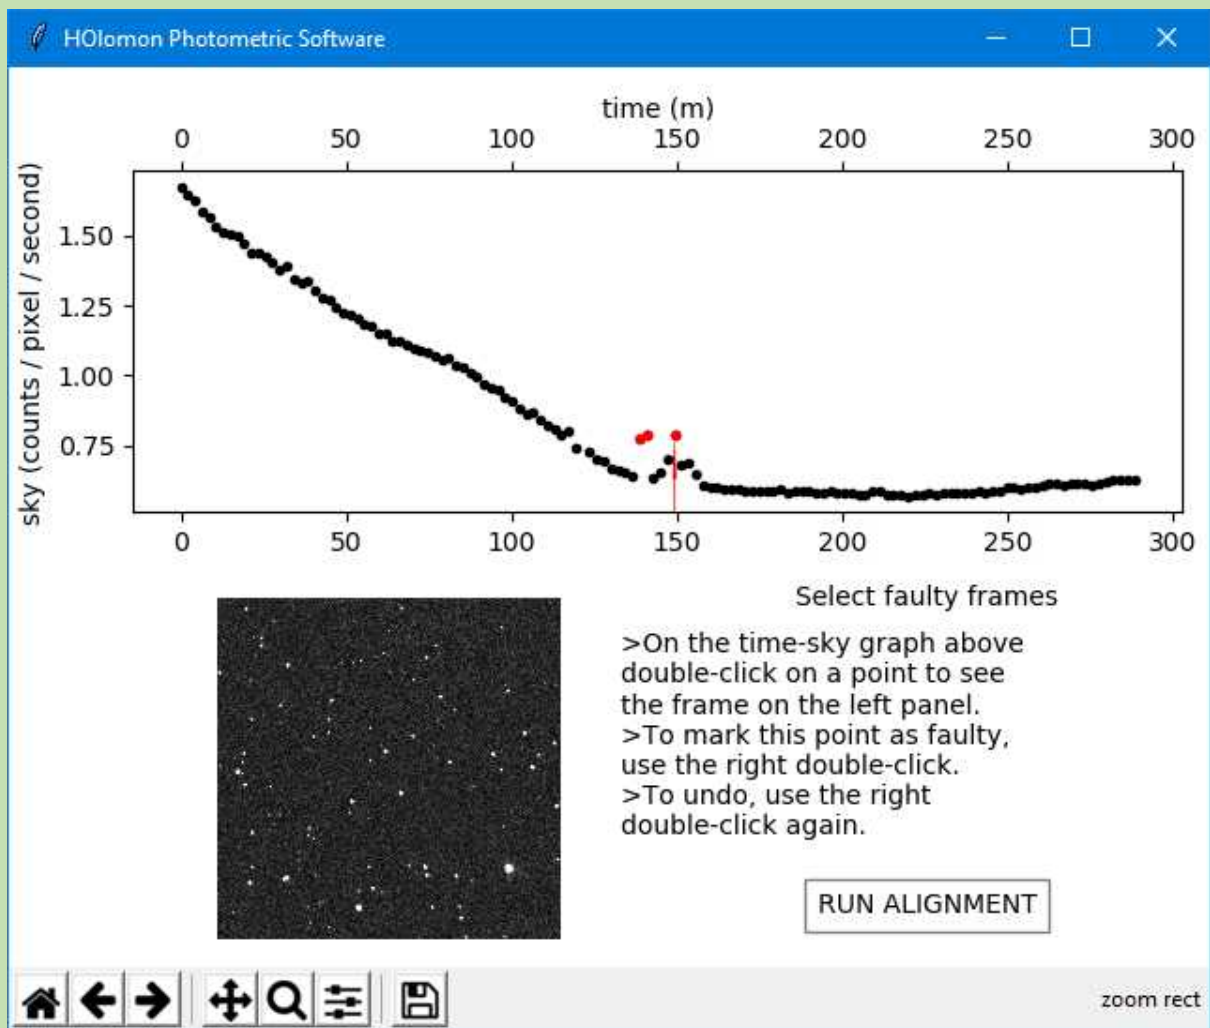 HOlomon Photometric Software
time (m)
0 50 100 150 200 250 300
sky (counts / pixel / second)
1.50
1.25
1.00
0.75
0 50 100 150 200 250 300
Select faulty frames
>On the time-sky graph above
double-click on a point to see
the frame on the left panel.
>To mark this point as faulty,
use the right double-click.
>To undo, use the right
double-click again.
RUN ALIGNMENT
zoom rect